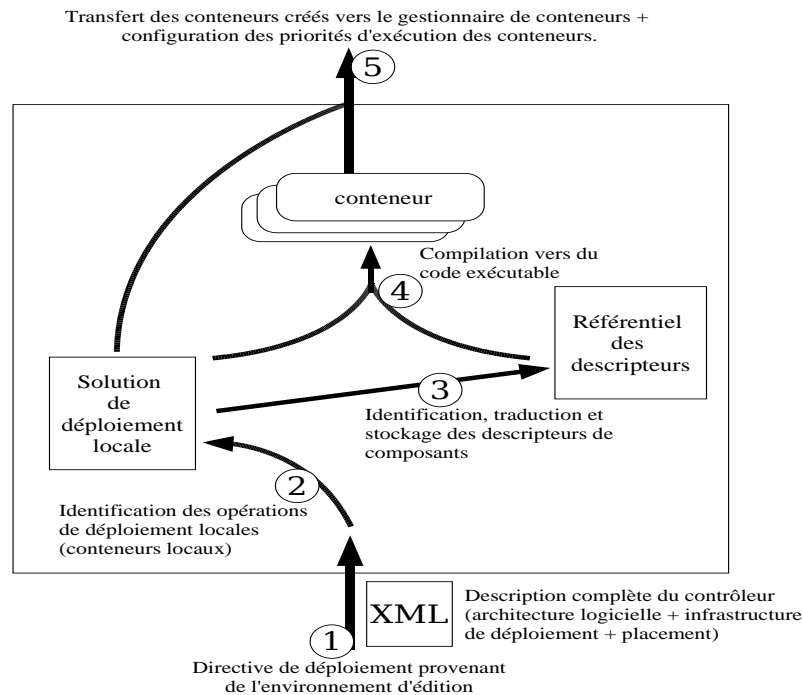 Transfert des conteneurs créés vers le gestionnaire de conteneurs +
configuration des priorités d'exécution des conteneurs.
5
conteneur
Compilation vers du
code exécutable
4
Référentiel
des
descripteurs
Solution
de
déploiement
locale
3
Identification, traduction et
stockage des descripteurs de
composants
2
Identification des opérations
de déploiement locales
(conteneurs locaux)
XML
Description complète du contrôleur
(architecture logicielle + infrastructure
de déploiement + placement)
1
Directive de déploiement provenant
de l'environnement d'édition